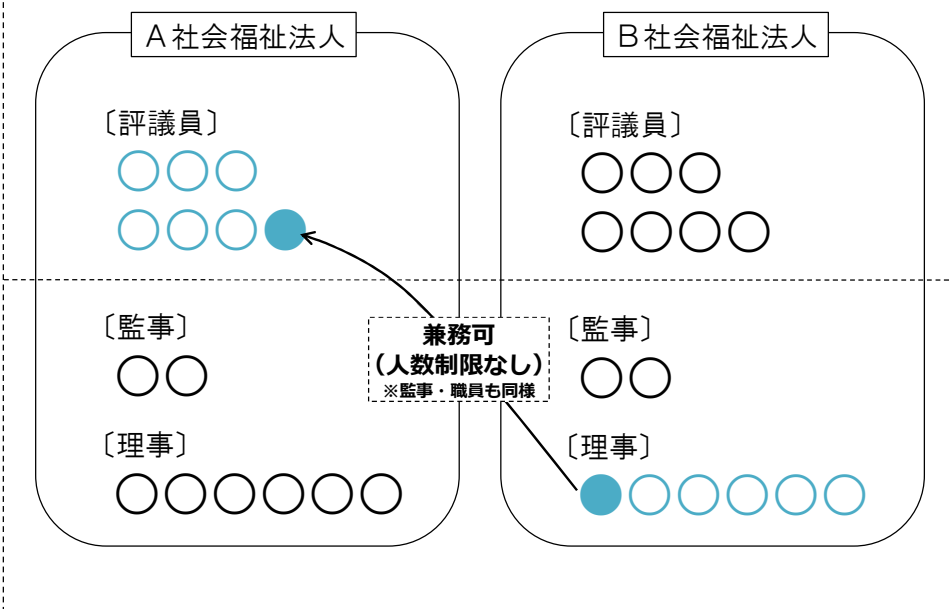 A社会福祉法人
〔評議員〕
〔監事〕
〔理事〕
B社会福祉法人
〔評議員〕
〔監事〕
〔理事〕
兼務可
(人数制限なし)
※監事・職員も同様